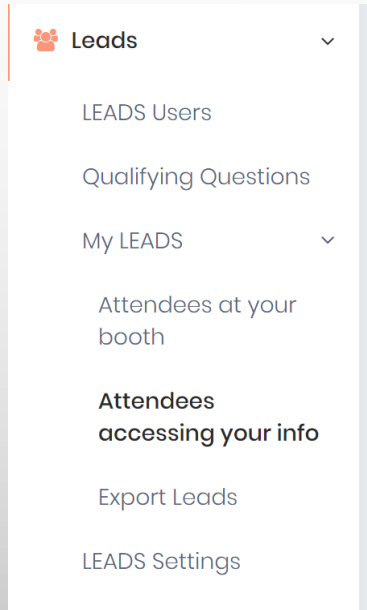 Leads
LEADS Users
Qualifying Questions
My LEADS
Attendees at your
booth
Attendees
accessing your info
Export Leads
LEADS Settings